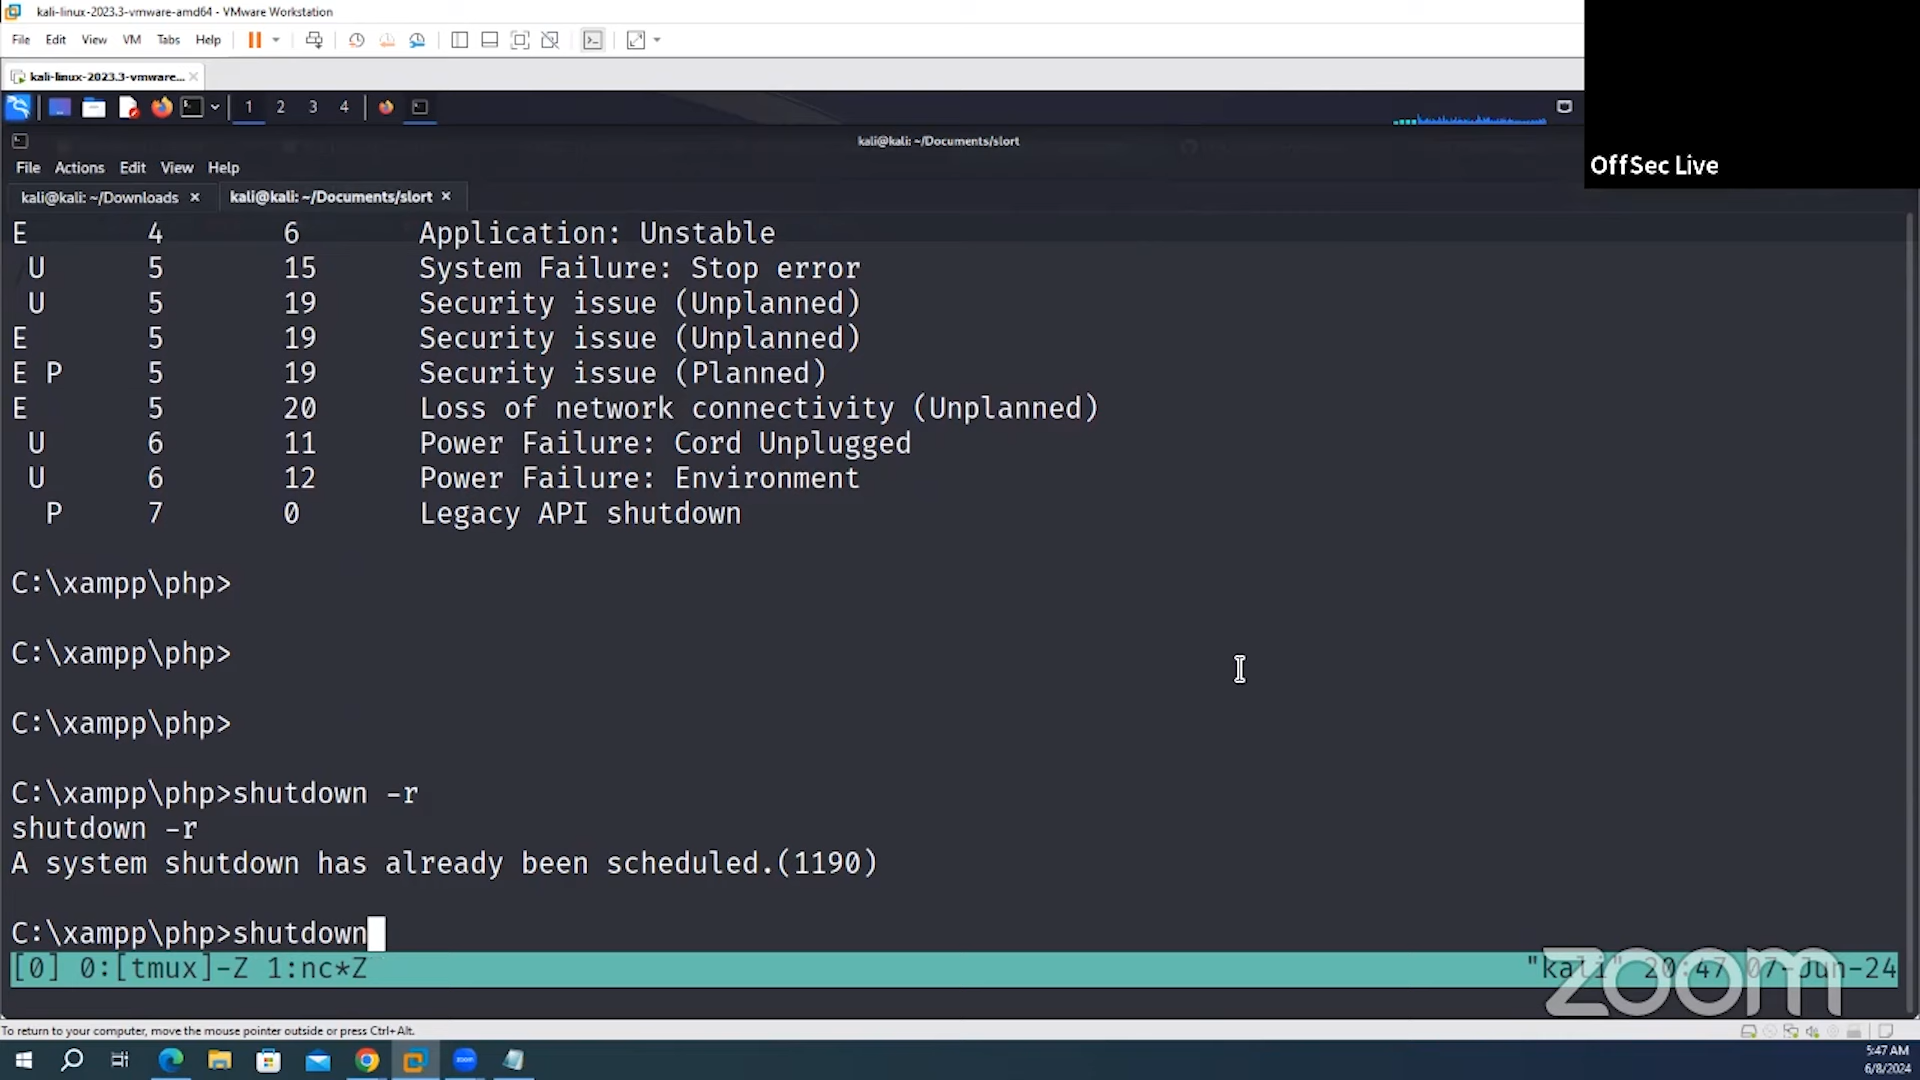 kali-linux-2023.3-vmware-amd64 - VMware Workstation
File Edit View VM Tabs Help
kali-linux-2023.3-vmware...
1 2 3 4
kali@kali: ~/Documents/slort
OffSec Live
File Actions Edit View Help
kali@kali: ~/Downloads kali@kali: ~/Documents/slort
E 4 6 Application: Unstable
U 5 15 System Failure: Stop error
U 5 19 Security issue (Unplanned)
E 5 19 Security issue (Unplanned)
E P 5 19 Security issue (Planned)
E 5 20 Loss of network connectivity (Unplanned)
U 6 11 Power Failure: Cord Unplugged
U 6 12 Power Failure: Environment
P 7 0 Legacy API shutdown
C:\xampp\php>
C:\xampp\php>
C:\xampp\php>
C:\xampp\php>shutdown -r
shutdown -r
A system shutdown has already been scheduled.(1190)
C:\xampp\php>shutdown
[0] 0:[tmux]-Z 1:nc*Z "kali" 20:47 07-Jun-24
zoom
To return to your computer, move the mouse pointer outside or press Ctrl+Alt.
zoom
5:47 AM
6/8/2024